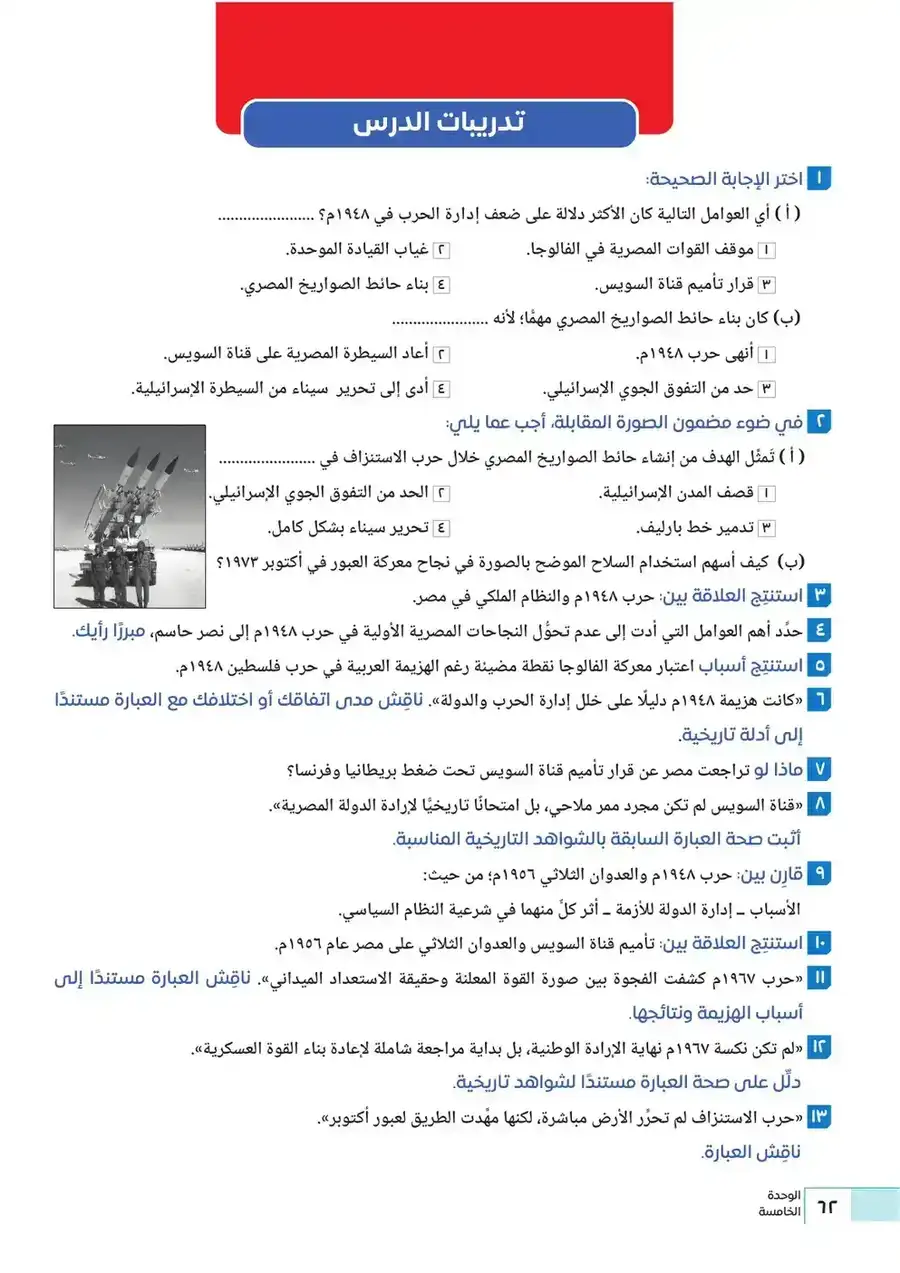 تدريبات الدرس
١ اختر الإجابة الصحيحة:
( أ ) أي العوامل التالية كان الأكثر دلالة على ضعف إدارة الحرب في ١٩٤٨م؟ .......................
١ موقف القوات المصرية في الفالوجا. ٢ غياب القيادة الموحدة.
٣ قرار تأميم قناة السويس. ٤ بناء حائط الصواريخ المصري.
(ب) كان بناء حائط الصواريخ المصري مهمًّا؛ لأنه .......................
١ أنهى حرب ١٩٤٨م. ٢ أعاد السيطرة المصرية على قناة السويس.
٣ حد من التفوق الجوي الإسرائيلي. ٤ أدى إلى تحرير سيناء من السيطرة الإسرائيلية.
٢ في ضوء مضمون الصورة المقابلة، أجب عما يلي:
( أ ) تَمثَّل الهدف من إنشاء حائط الصواريخ المصري خلال حرب الاستنزاف في .......................
١ قصف المدن الإسرائيلية. ٢ الحد من التفوق الجوي الإسرائيلي.
٣ تدمير خط بارليف. ٤ تحرير سيناء بشكل كامل.
(ب) كيف أسهم استخدام السلاح الموضح بالصورة في نجاح معركة العبور في أكتوبر ١٩٧٣؟
٣ استنتِج العلاقة بين: حرب ١٩٤٨م والنظام الملكي في مصر.
٤ حدِّد أهم العوامل التي أدت إلى عدم تحوُّل النجاحات المصرية الأولية في حرب ١٩٤٨م إلى نصر حاسم، مبررًا رأيك.
٥ استنتِج أسباب اعتبار معركة الفالوجا نقطة مضيئة رغم الهزيمة العربية في حرب فلسطين ١٩٤٨م.
٦ «كانت هزيمة ١٩٤٨م دليلًا على خلل إدارة الحرب والدولة». ناقِش مدى اتفاقك أو اختلافك مع العبارة مستندًا
إلى أدلة تاريخية.
٧ ماذا لو تراجعت مصر عن قرار تأميم قناة السويس تحت ضغط بريطانيا وفرنسا؟
٨ «قناة السويس لم تكن مجرد ممر ملاحي، بل امتحانًا تاريخيًّا لإرادة الدولة المصرية».
أثبت صحة العبارة السابقة بالشواهد التاريخية المناسبة.
٩ قارِن بين: حرب ١٩٤٨م والعدوان الثلاثي ١٩٥٦م؛ من حيث:
الأسباب – إدارة الدولة للأزمة – أثر كلٍّ منهما في شرعية النظام السياسي.
١٠ استنتِج العلاقة بين: تأميم قناة السويس والعدوان الثلاثي على مصر عام ١٩٥٦م.
١١ «حرب ١٩٦٧م كشفت الفجوة بين صورة القوة المعلنة وحقيقة الاستعداد الميداني». ناقِش العبارة مستندًا إلى
أسباب الهزيمة ونتائجها.
١٢ «لم تكن نكسة ١٩٦٧م نهاية الإرادة الوطنية، بل بداية مراجعة شاملة لإعادة بناء القوة العسكرية».
دلِّل على صحة العبارة مستندًا لشواهد تاريخية.
١٣ «حرب الاستنزاف لم تحرِّر الأرض مباشرة، لكنها مهَّدت الطريق لعبور أكتوبر».
ناقِش العبارة.
الوحدة
الخامسة
٦٢